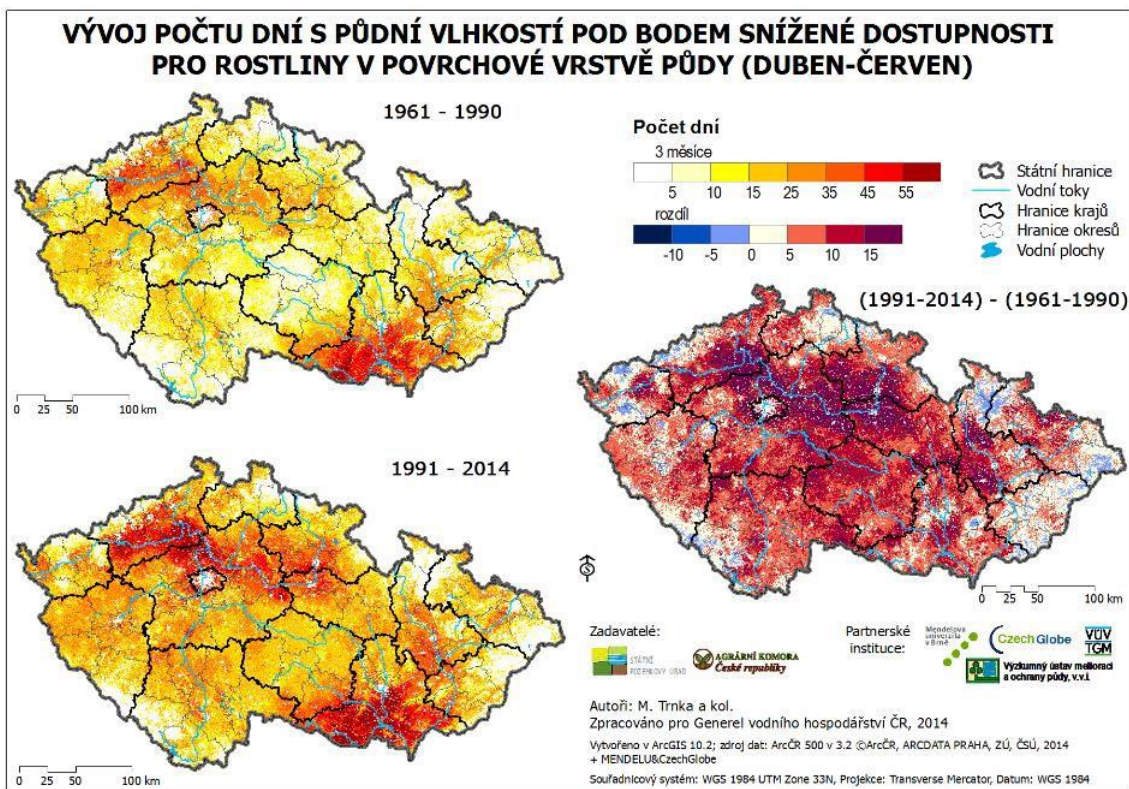 VÝVOJ POČTU DNÍ S PŮDNÍ VLHKOSTÍ POD BODEM SNÍŽENÉ DOSTUPNOSTI
PRO ROSTLINY V POVRCHOVÉ VRSTVĚ PŮDY (DUBEN-ČERVEN)
1961 - 1990
0 25 50 100 km
Počet dní
3 měsíce
5 10 15 25 35 45 55
rozdíl
-10 -5 0 5 10 15
Státní hranice
Vodní toky
Hranice krajů
Hranice okresů
Vodní plochy
(1991-2014) - (1961-1990)
0 25 50 100 km
1991 - 2014
0 25 50 100 km
Zadavatelé:
STÁTNÍ
POZEMKOVÝ ÚŘAD
AGRÁRNÍ KOMORA
České republiky
Partnerské
instituce:
Mendelova
univerzita
v Brně
CzechGlobe
VÚV
TGM
Výzkumný ústav meliorací
a ochrany půdy, v.v.i.
Autoři: M. Trnka a kol.
Zpracováno pro Generel vodního hospodářství ČR, 2014
Vytvořeno v ArcGIS 10.2; zdroj dat: ArcČR 500 v 3.2 ©ArcČR, ARCDATA PRAHA, ZÚ, ČSÚ, 2014
+ MENDELU&CzechGlobe
Souřadnicový systém: WGS 1984 UTM Zone 33N, Projekce: Transverse Mercator, Datum: WGS 1984